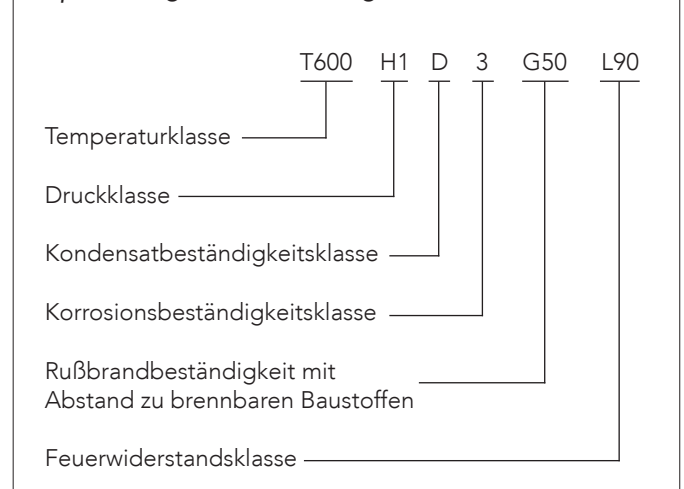 T600 H1 D 3 G50 L90
Temperaturklasse
Druckklasse
Kondensatbeständigkeitsklasse
Korrosionsbeständigkeitsklasse
Rußbrandbeständigkeit mit
Abstand zu brennbaren Baustoffen
Feuerwiderstandsklasse